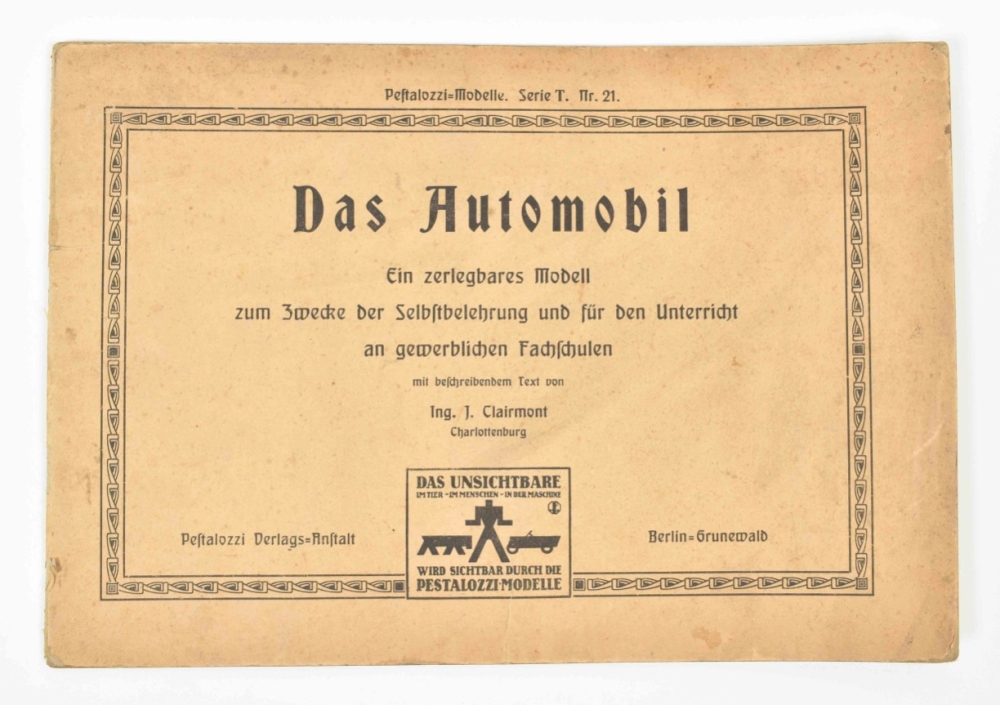 Pestalozzi=Modelle. Serie T. Nr. 21.
Das Automobil
Ein zerlegbares Modell
zum Zwecke der Selbstbelehrung und für den Unterricht
an gewerblichen Fachschulen
mit beschreibendem Text von
Ing. J. Clairmont
Charlottenburg
Pestalozzi Verlags=Anstalt
DAS UNSICHTBARE
IM TIER - IM MENSCHEN - IN DER MASCHINE
WIRD SICHTBAR DURCH DIE
PESTALOZZI-MODELLE
Berlin=Grunewald